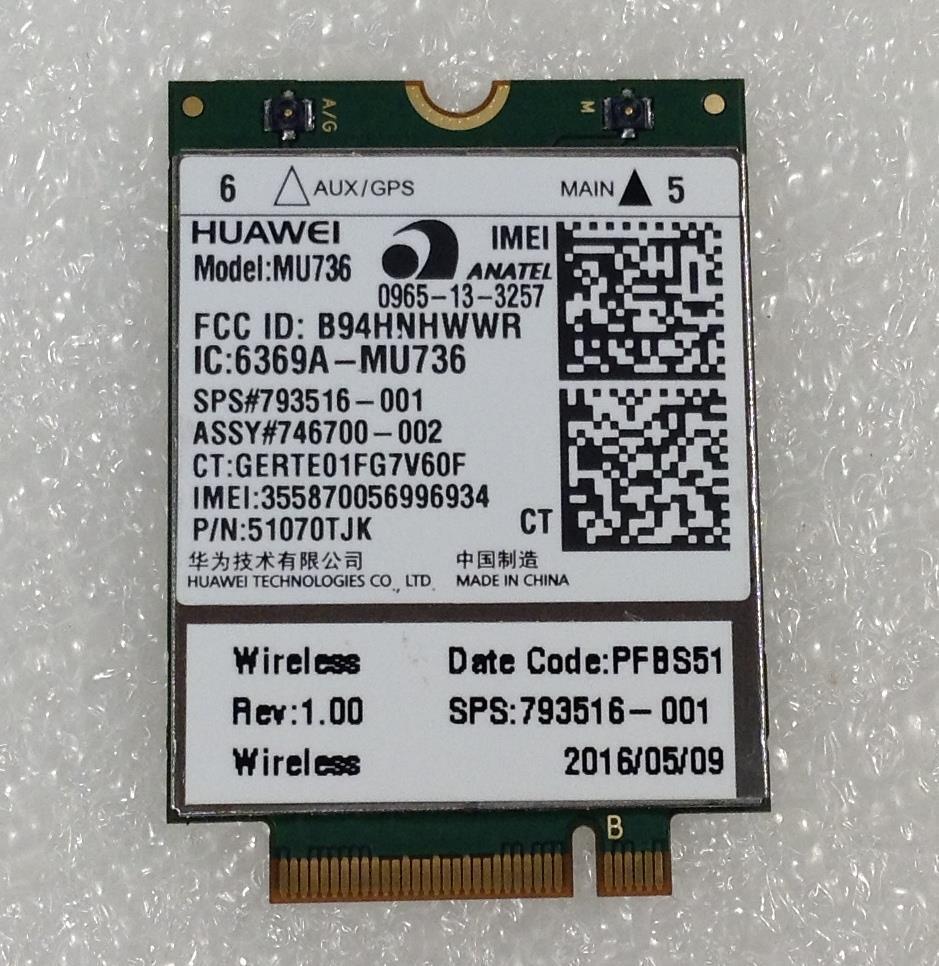 A/G
M
6 AUX/GPS MAIN 5
HUAWEI
IMEI
Model:MU736
ANATEL
0965-13-3257
FCC ID: B94HNHWWR
IC:6369A-MU736
SPS#793516-001
ASSY#746700-002
CT:GERTE01FG7V60F
IMEI:355870056996934
P/N:51070TJK
CT
华为技术有限公司 中国制造
HUAWEI TECHNOLOGIES CO., LTD. MADE IN CHINA
Wireless Date Code:PFBS51
Rev:1.00 SPS:793516-001
Wireless 2016/05/09
B